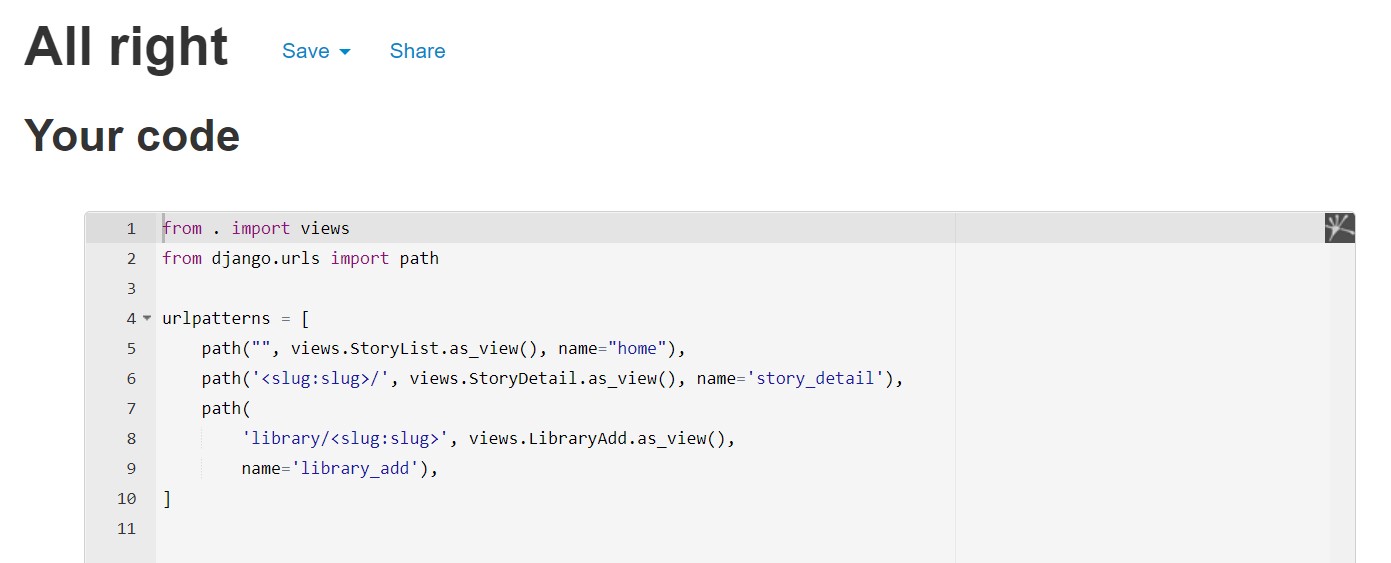 All right Save Share
Your code
1 from . import views
2 from django.urls import path
3
4 urlpatterns = [
5     path("", views.StoryList.as_view(), name="home"),
6     path('<slug:slug>/', views.StoryDetail.as_view(), name='story_detail'),
7     path(
8         'library/<slug:slug>', views.LibraryAdd.as_view(),
9         name='library_add'),
10 ]
11